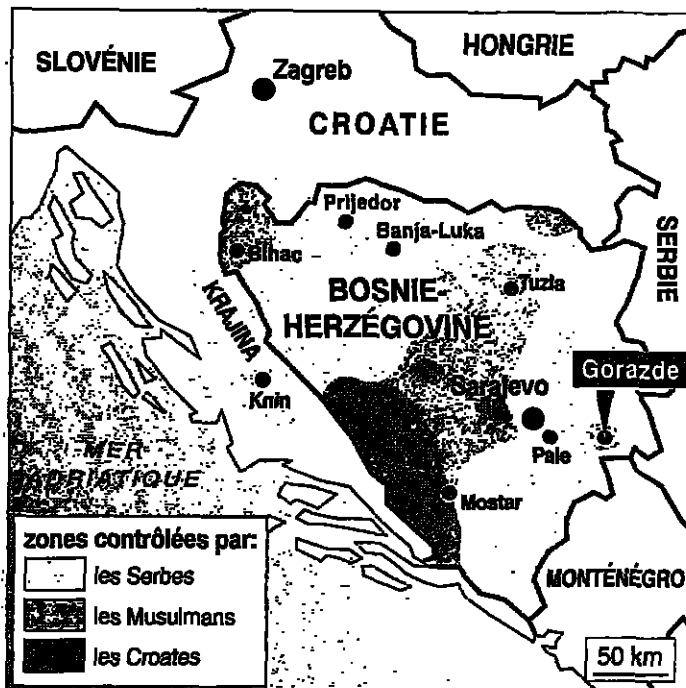 SLOVÉNIE
HONGRIE
Zagreb
CROATIE
SERBIE
Prijedor
Banja-Luka
Bihac
Tuzla
KRAJINA
BOSNIE-
HERZÉGOVINE
Gorazde
Sarajevo
Knin
Pale
MER
ADRIATIQUE
Mostar
zones contrôlées par:
les Serbes
les Musulmans
les Croates
MONTÉNÉGRO
50 km